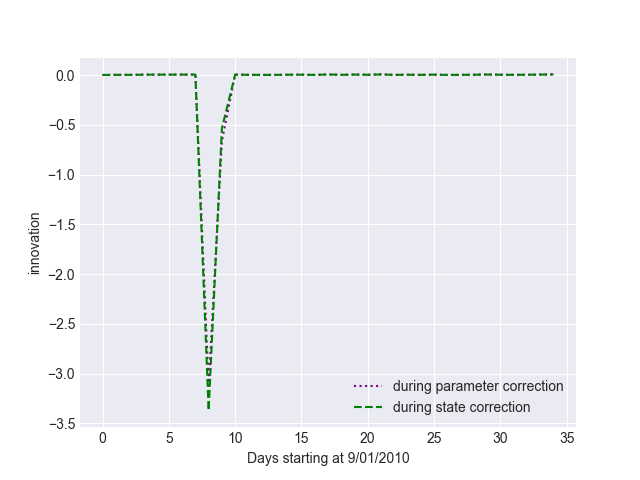 0.0
−0.5
−1.0
−1.5
−2.0
−2.5
−3.0
−3.5
innovation
during parameter correction
during state correction
0 5 10 15 20 25 30 35
Days starting at 9/01/2010